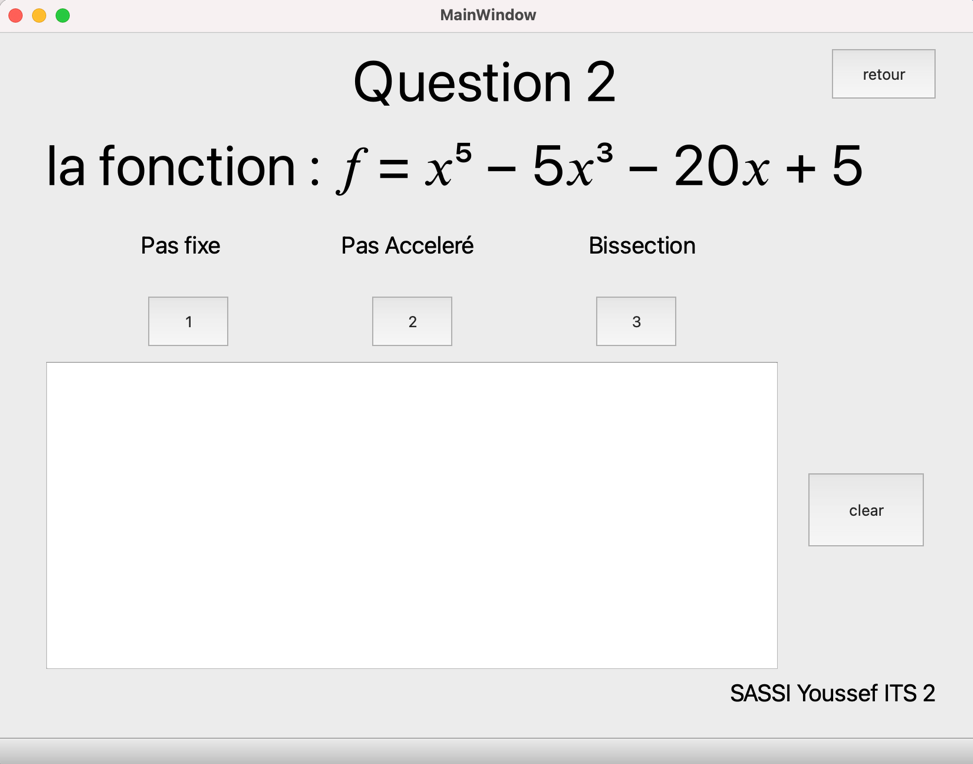 MainWindow
Question 2
retour
la fonction : f = x⁵ – 5x³ – 20x + 5
Pas fixe Pas Acceleré Bissection
1 2 3
clear
SASSI Youssef ITS 2